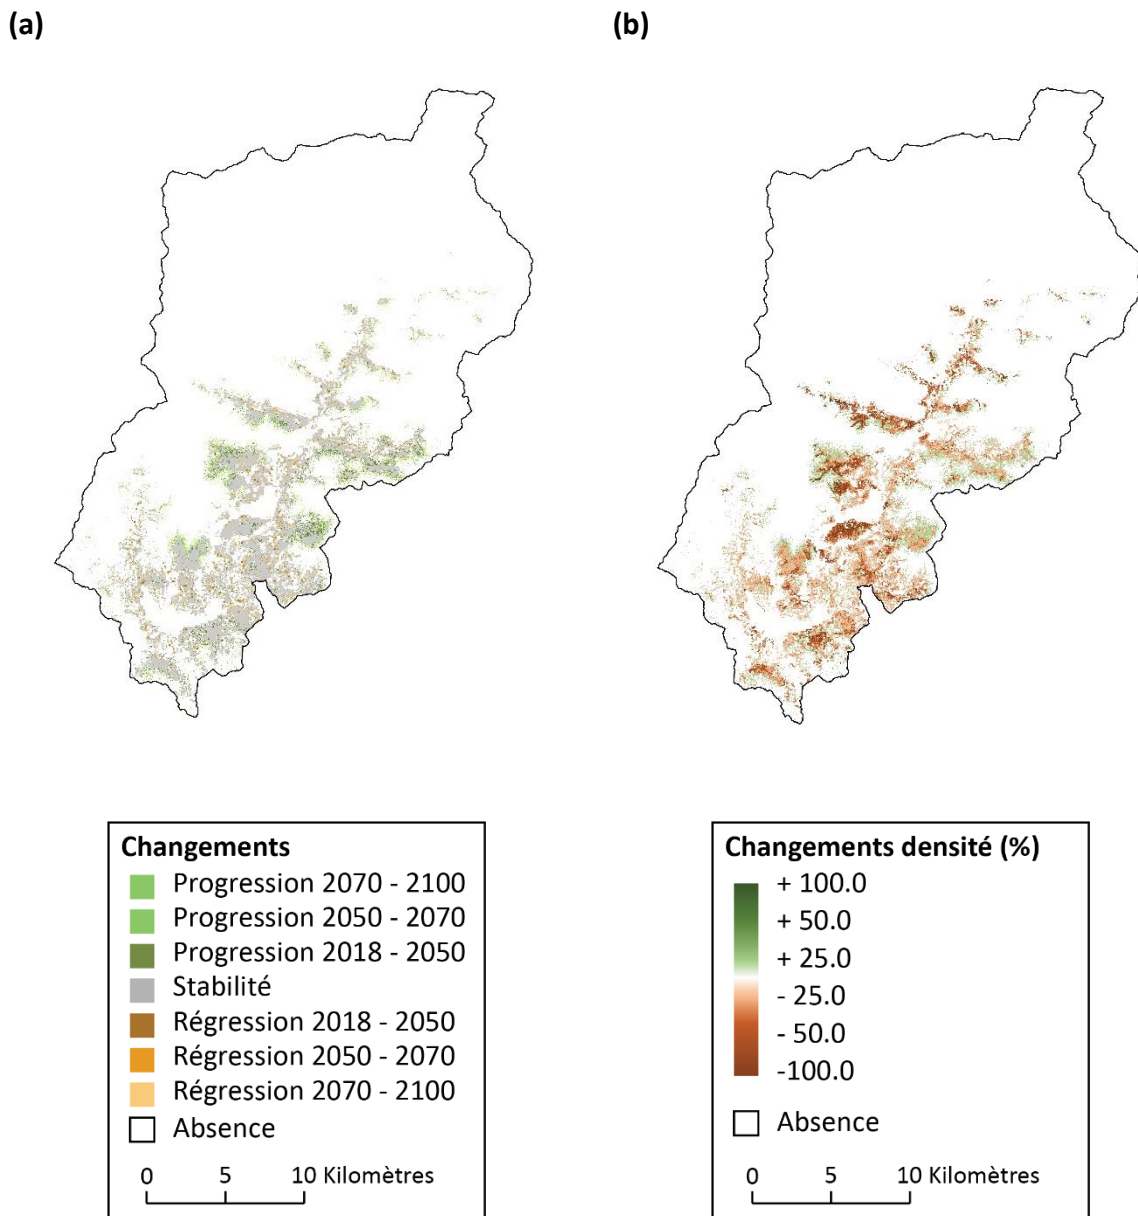 (a)
(b)
Changements
Progression 2070 - 2100
Progression 2050 - 2070
Progression 2018 - 2050
Stabilité
Régression 2018 - 2050
Régression 2050 - 2070
Régression 2070 - 2100
Absence
0 5 10 Kilomètres
Changements densité (%)
+ 100.0
+ 50.0
+ 25.0
- 25.0
- 50.0
-100.0
Absence
0 5 10 Kilomètres